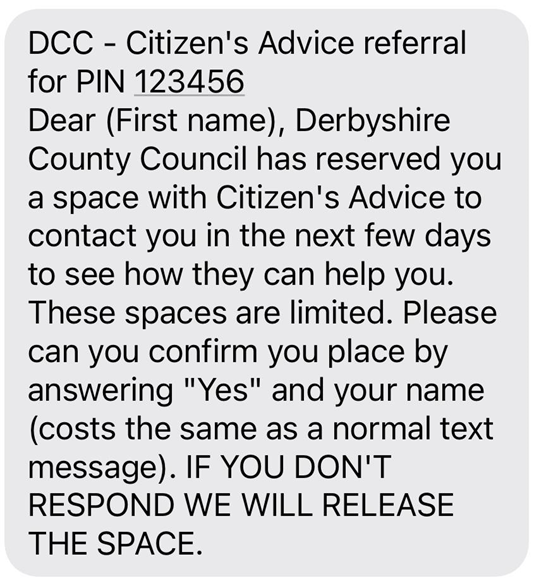 DCC - Citizen's Advice referral
for PIN 123456
Dear (First name), Derbyshire
County Council has reserved you
a space with Citizen's Advice to
contact you in the next few days
to see how they can help you.
These spaces are limited. Please
can you confirm you place by
answering "Yes" and your name
(costs the same as a normal text
message). IF YOU DON'T
RESPOND WE WILL RELEASE
THE SPACE.